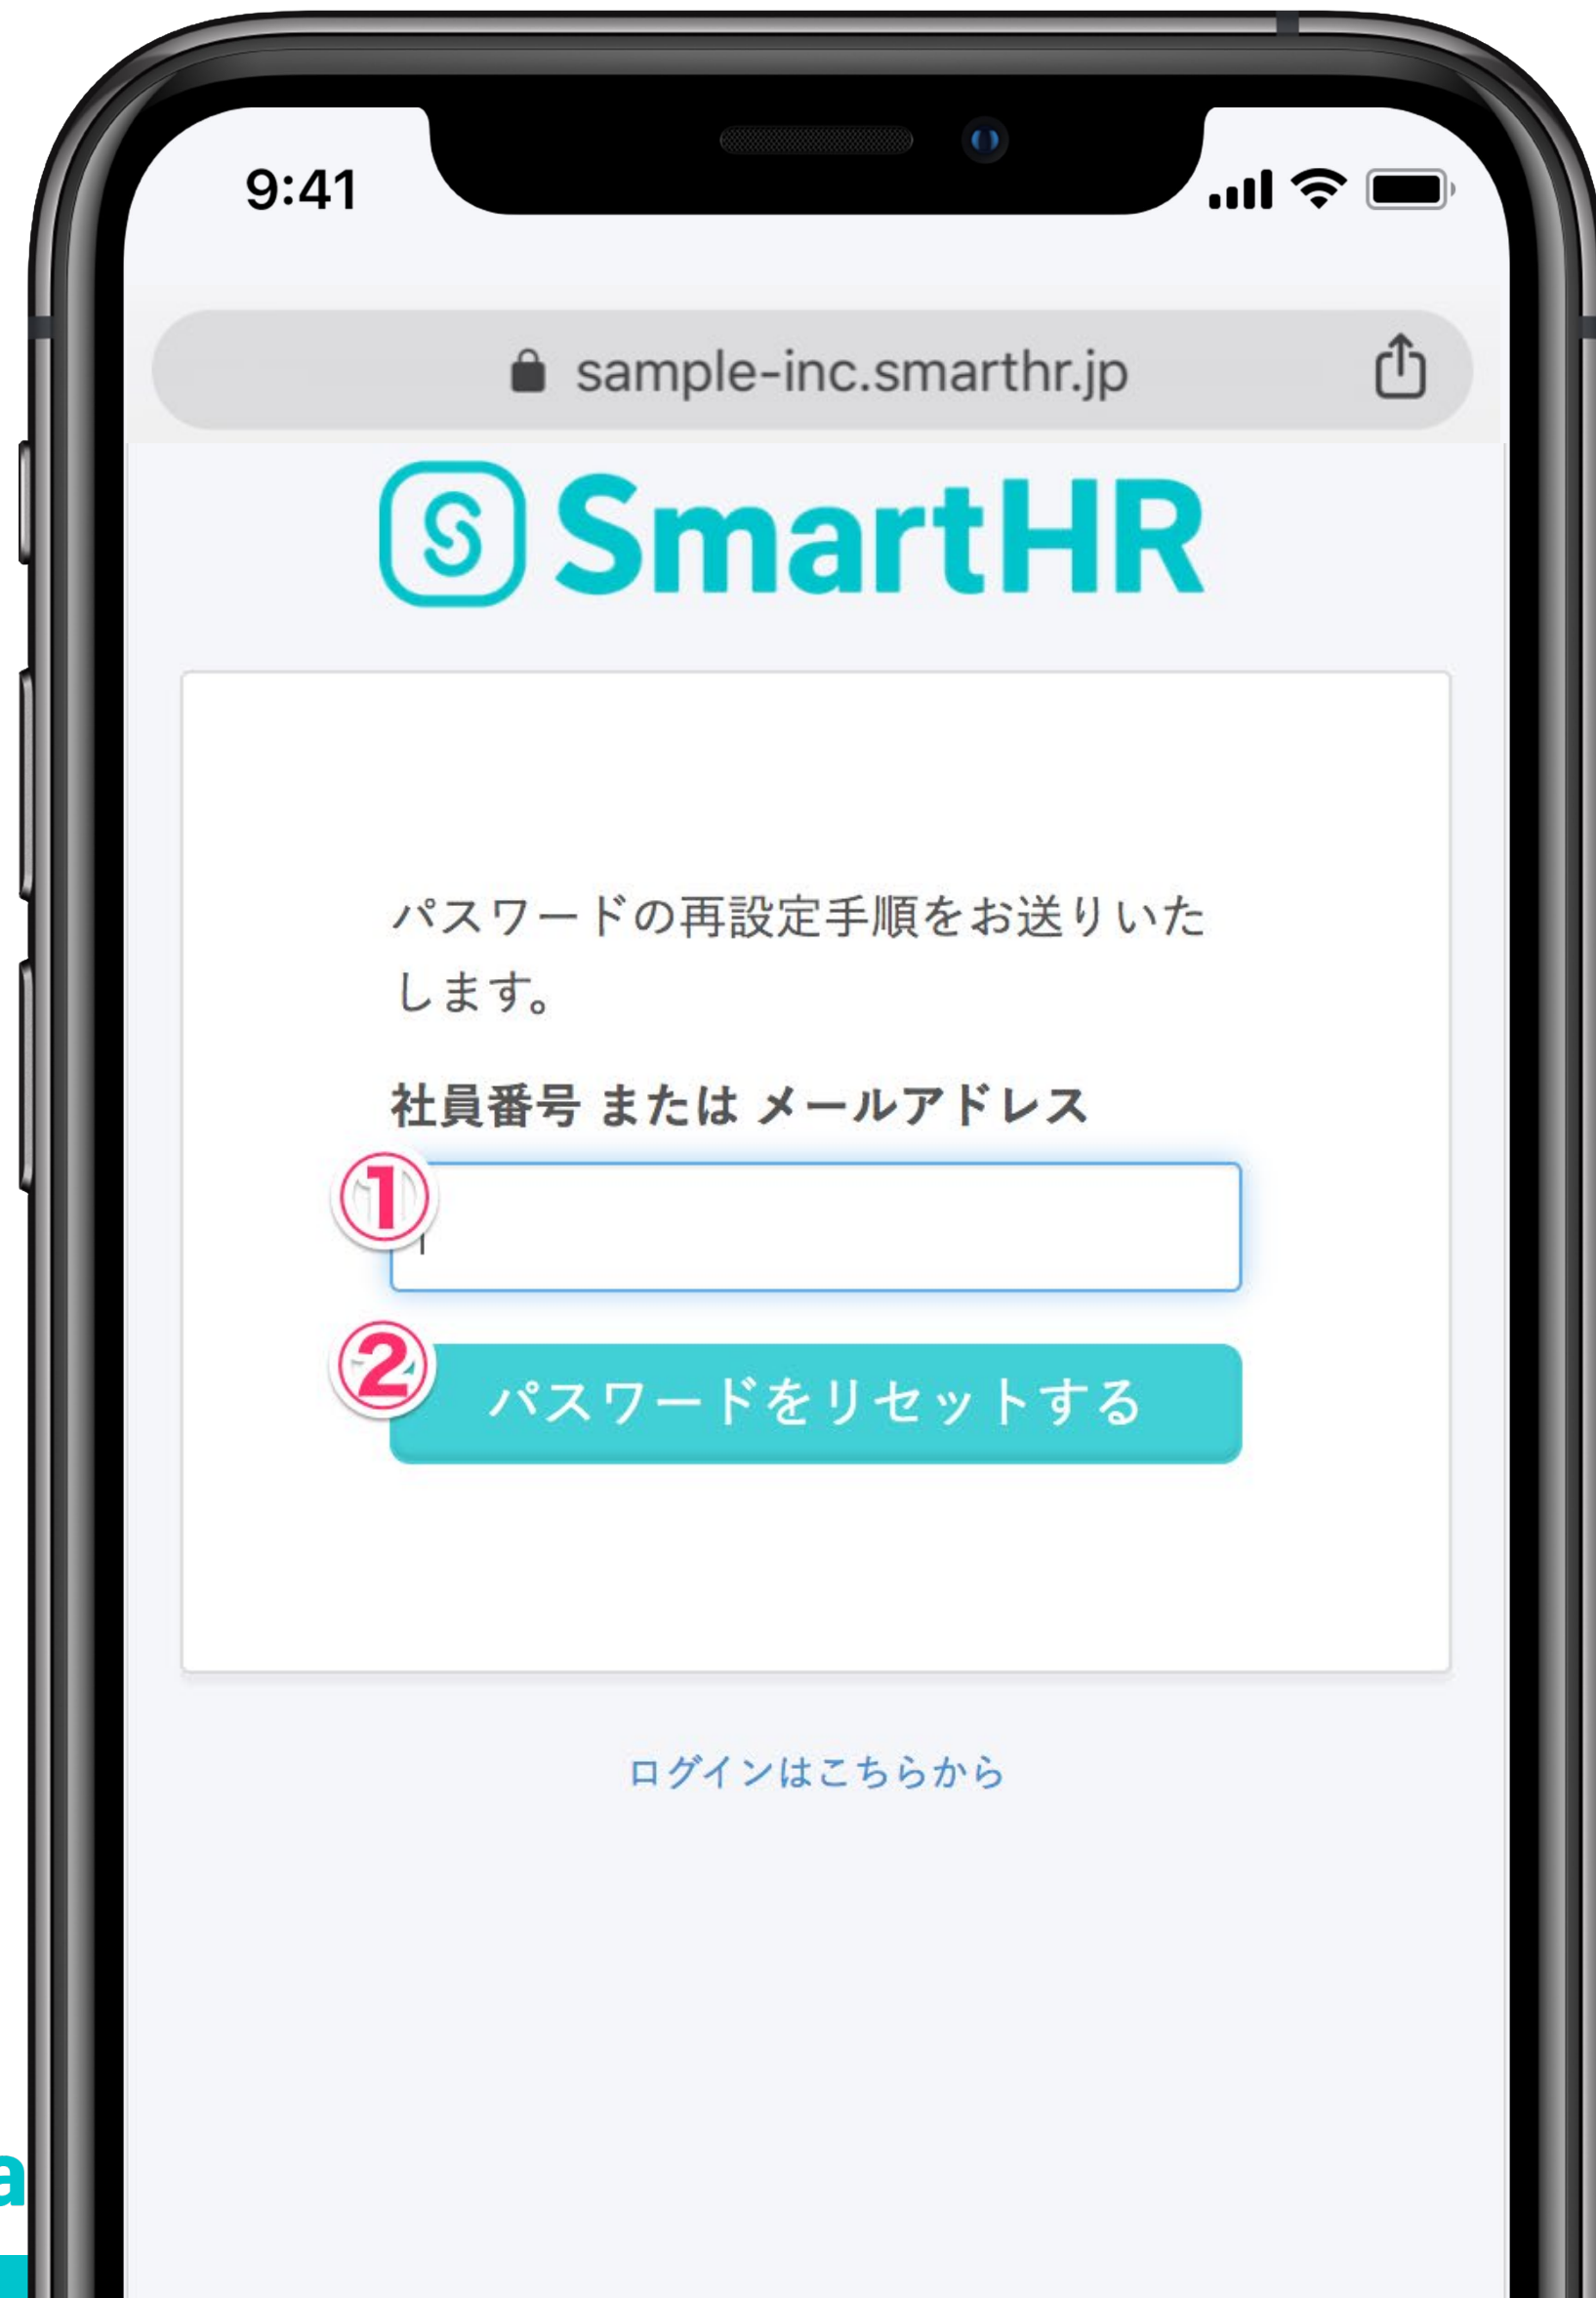 9:41
sample-inc.smarthr.jp
SmartHR
パスワードの再設定手順をお送りいた
します。
社員番号 または メールアドレス
①
②
パスワードをリセットする
ログインはこちらから
a